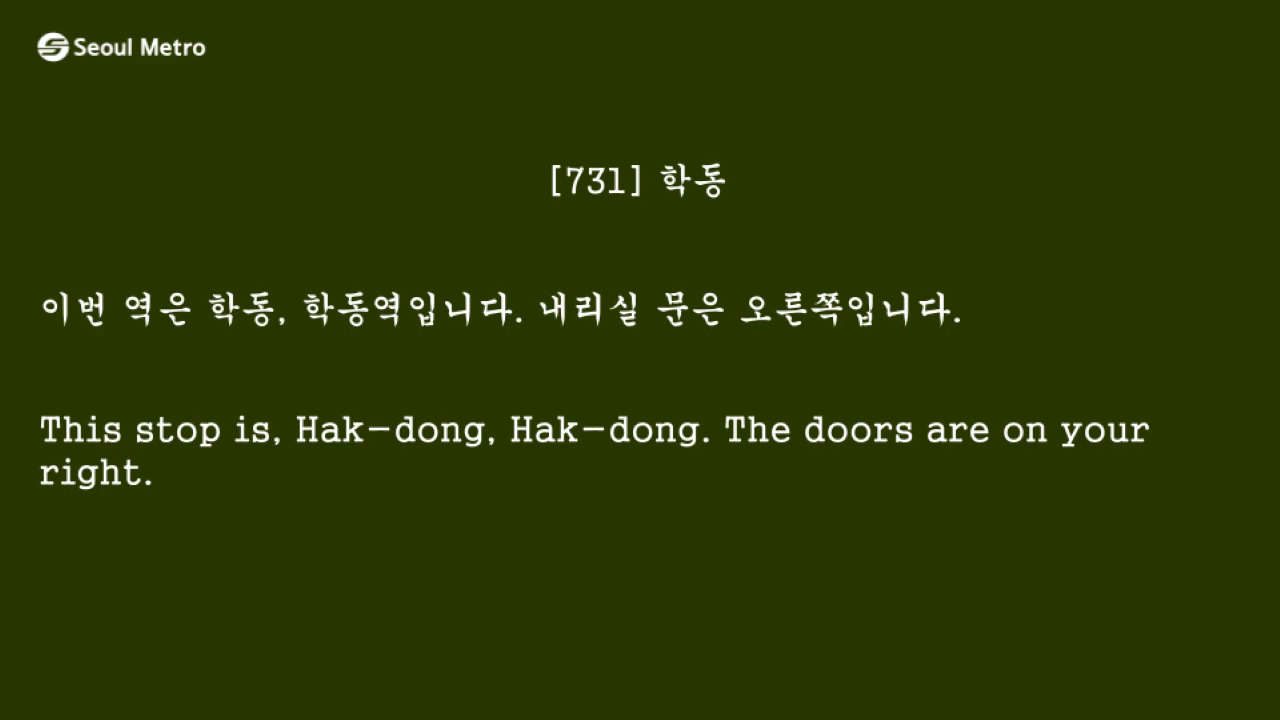 Seoul Metro
[731] 학동
이번 역은 학동, 학동역입니다. 내리실 문은 오른쪽입니다.
This stop is, Hak-dong, Hak-dong. The doors are on your
right.